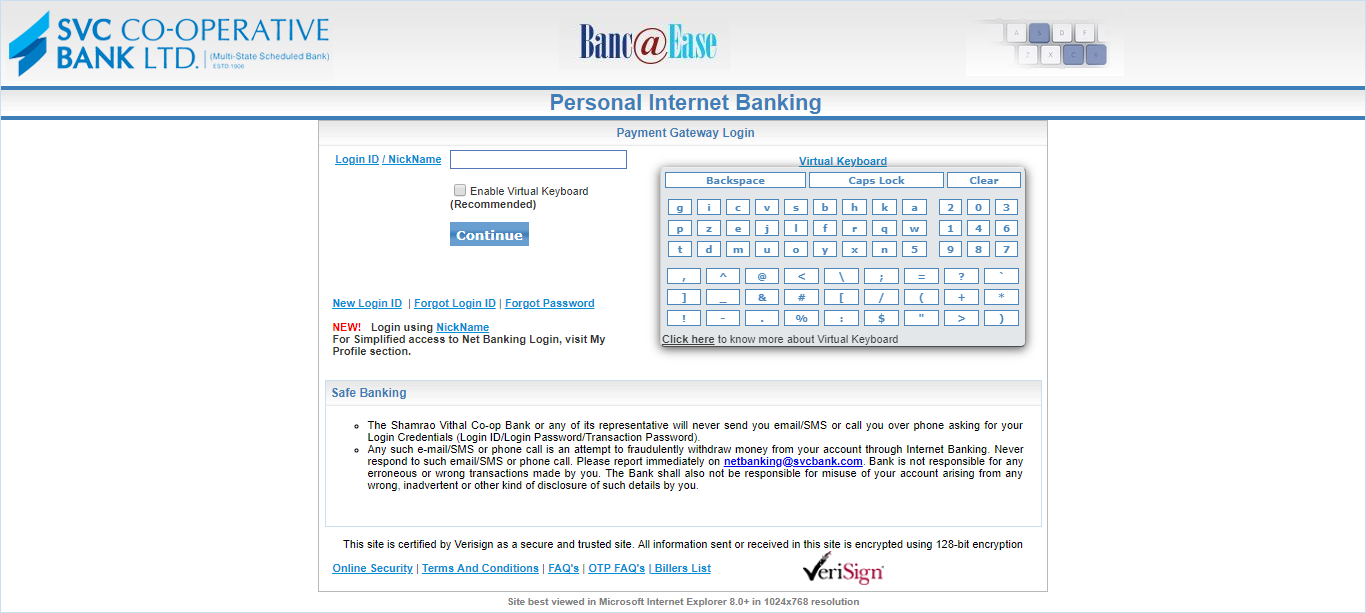 SVC CO-OPERATIVE
BANK LTD. (Multi-State Scheduled Bank)
ESTD.1906
Banc@Ease
A S D F
Z X C
Personal Internet Banking
Payment Gateway Login
Login ID / NickName
Enable Virtual Keyboard
(Recommended)
Continue
New Login ID | Forgot Login ID | Forgot Password
NEW! Login using NickName
For Simplified access to Net Banking Login, visit My
Profile section.
Virtual Keyboard
Backspace Caps Lock Clear
g i c v s b h k a 2 0 3
p z e j l f r q w 1 4 6
t d m u o y x n 5 9 8 7
, ^ @ < \ ; = ? `
] _ & # [ / ( + *
! - . % : $ " > )
Click here to know more about Virtual Keyboard
Safe Banking
The Shamrao Vithal Co-op Bank or any of its representative will never send you email/SMS or call you over phone asking for your
Login Credentials (Login ID/Login Password/Transaction Password).
Any such e-mail/SMS or phone call is an attempt to fraudulently withdraw money from your account through Internet Banking. Never
respond to such email/SMS or phone call. Please report immediately on netbanking@svcbank.com. Bank is not responsible for any
erroneous or wrong transactions made by you. The Bank shall also not be responsible for misuse of your account arising from any
wrong, inadvertent or other kind of disclosure of such details by you.
This site is certified by Verisign as a secure and trusted site. All information sent or received in this site is encrypted using 128-bit encryption
Online Security | Terms And Conditions | FAQ's | OTP FAQ's | Billers List
VeriSign
Site best viewed in Microsoft Internet Explorer 8.0+ in 1024x768 resolution